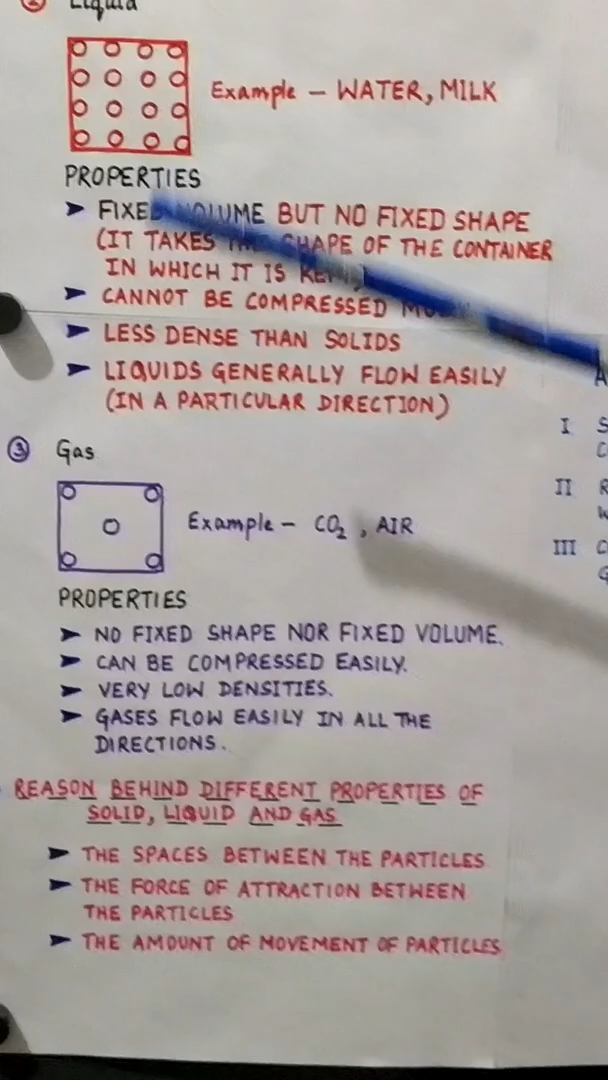 ② Liquid
Example – WATER, MILK
PROPERTIES
➤ FIXED VOLUME BUT NO FIXED SHAPE
(IT TAKES SHAPE OF THE CONTAINER
IN WHICH IT IS
➤ CANNOT BE COMPRESSED
➤ LESS DENSE THAN SOLIDS
➤ LIQUIDS GENERALLY FLOW EASILY
(IN A PARTICULAR DIRECTION)
③ Gas
Example – CO₂, AIR
PROPERTIES
➤ NO FIXED SHAPE NOR FIXED VOLUME.
➤ CAN BE COMPRESSED EASILY.
➤ VERY LOW DENSITIES.
➤ GASES FLOW EASILY IN ALL THE
DIRECTIONS.
REASON BEHIND DIFFERENT PROPERTIES OF
SOLID, LIQUID AND GAS
➤ THE SPACES BETWEEN THE PARTICLES
➤ THE FORCE OF ATTRACTION BETWEEN
THE PARTICLES
➤ THE AMOUNT OF MOVEMENT OF PARTICLES
I
II
III